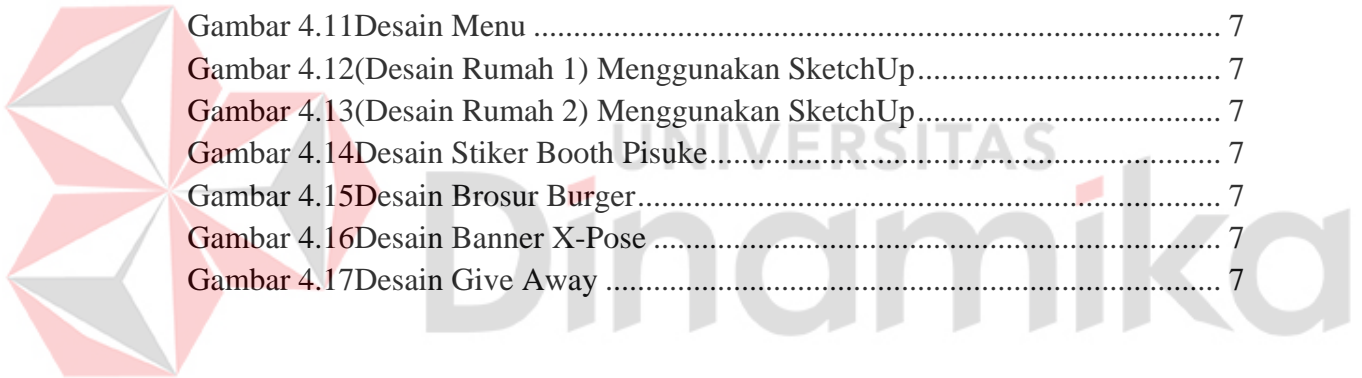 Gambar 4.11Desain Menu ...................................................................................... 7
Gambar 4.12(Desain Rumah 1) Menggunakan SketchUp...................................... 7
Gambar 4.13(Desain Rumah 2) Menggunakan SketchUp...................................... 7
Gambar 4.14Desain Stiker Booth Pisuke................................................................ 7
Gambar 4.15Desain Brosur Burger......................................................................... 7
Gambar 4.16Desain Banner X-Pose ....................................................................... 7
Gambar 4.17Desain Give Away ............................................................................. 7
UNIVERSITAS
Dinamika